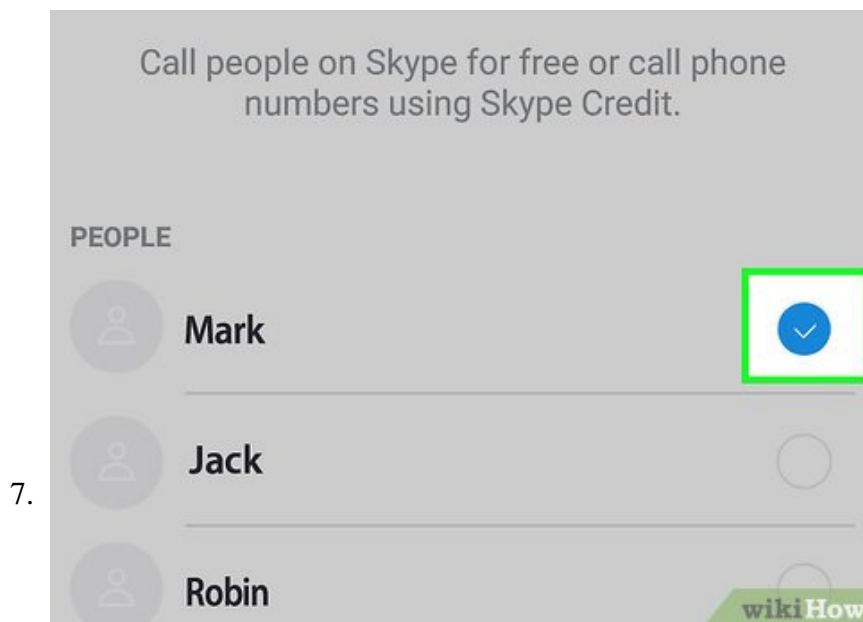 Call people on Skype for free or call phone
numbers using Skype Credit.
PEOPLE
Mark
Jack
7.
Robin
wikiHow